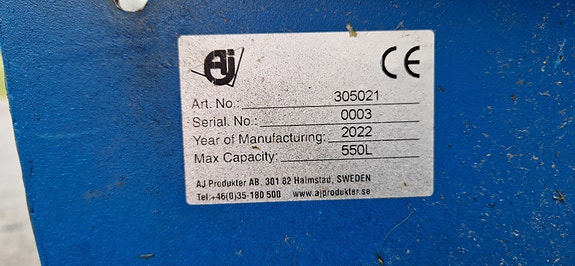 AJ
CE
Art. No.: 305021
Serial. No.: 0003
Year of Manufacturing: 2022
Max Capacity: 550L
AJ Produkter AB, 301 82 Halmstad, SWEDEN
Tel:+46(0)35-180 500 www.ajprodukter.se